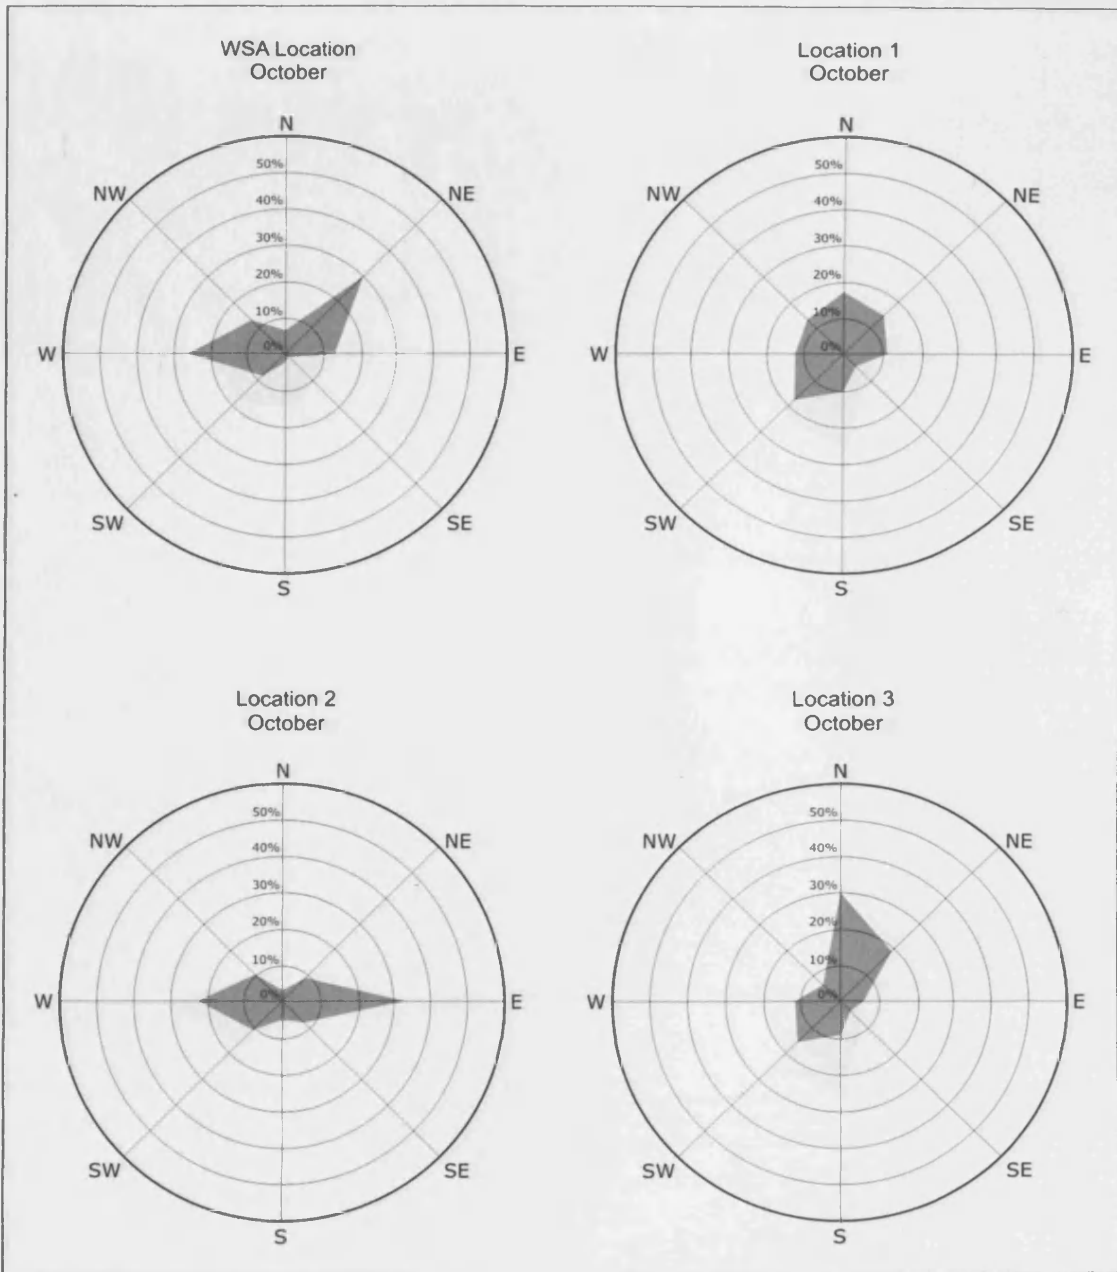 WSA Location
October
N
50%
40%
30%
20%
10%
0%
NW
NE
W
E
SW
SE
S
Location 1
October
N
50%
40%
30%
20%
10%
0%
NW
NE
W
E
SW
SE
S
Location 2
October
N
50%
40%
30%
20%
10%
0%
NW
NE
W
E
SW
SE
S
Location 3
October
N
50%
40%
30%
20%
10%
0%
NW
NE
W
E
SW
SE
S